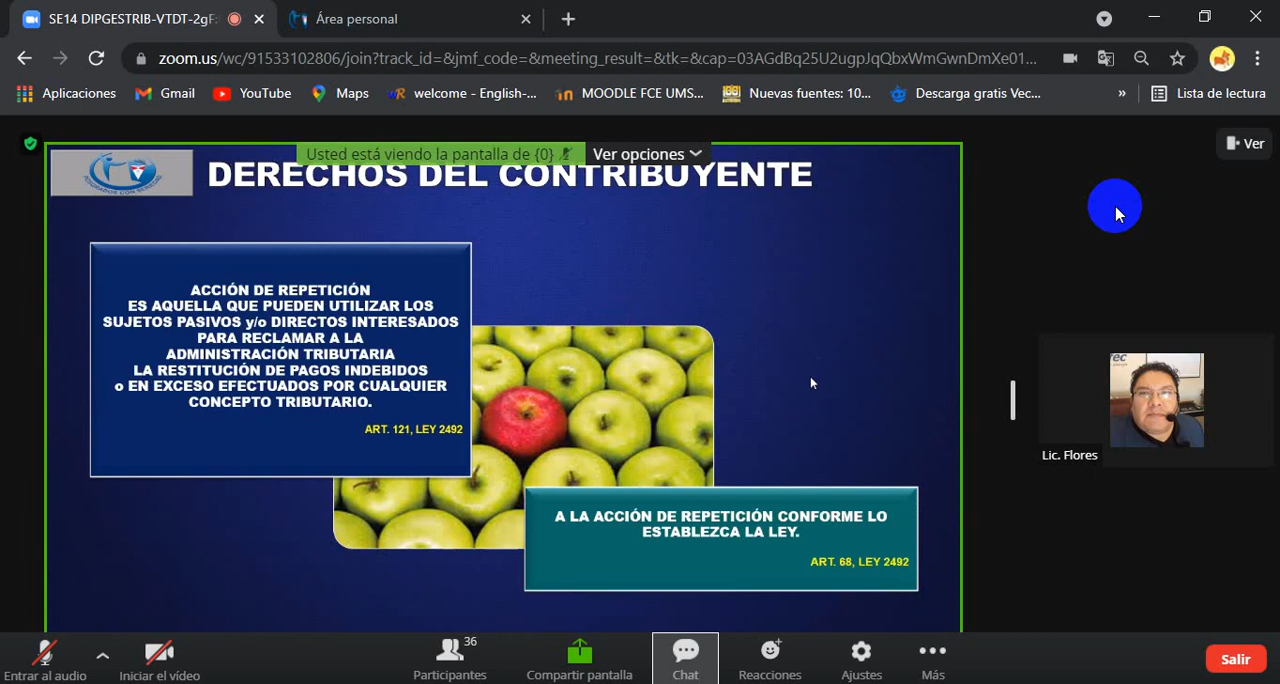 SE14 DIPGESTRIB-VTDT-2gF:
Área personal
zoom.us/wc/91533102806/join?track_id=&jmf_code=&meeting_result=&tk=&cap=03AGdBq25U2ugpJqQbxWmGwnDmXe01...
Aplicaciones
Gmail
YouTube
Maps
welcome - English-...
MOODLE FCE UMS...
Nuevas fuentes: 10...
Descarga gratis Vec...
»
Lista de lectura
Usted está viendo la pantalla de {0}
Ver opciones
Ver
DERECHOS DEL CONTRIBUYENTE
ACCIÓN DE REPETICIÓN
ES AQUELLA QUE PUEDEN UTILIZAR LOS
SUJETOS PASIVOS y/o DIRECTOS INTERESADOS
PARA RECLAMAR A LA
ADMINISTRACIÓN TRIBUTARIA
LA RESTITUCIÓN DE PAGOS INDEBIDOS
o EN EXCESO EFECTUADOS POR CUALQUIER
CONCEPTO TRIBUTARIO.
ART. 121, LEY 2492
A LA ACCIÓN DE REPETICIÓN CONFORME LO
ESTABLEZCA LA LEY.
ART. 68, LEY 2492
Lic. Flores
Entrar al audio
Iniciar el vídeo
36
Participantes
Compartir pantalla
Chat
Reacciones
Ajustes
Más
Salir